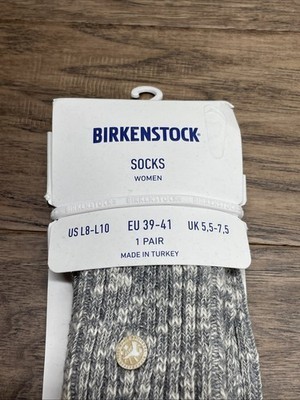 BIRKENSTOCK
SOCKS
WOMEN
US L8-L10 EU 39-41 UK 5,5-7,5
1 PAIR
MADE IN TURKEY